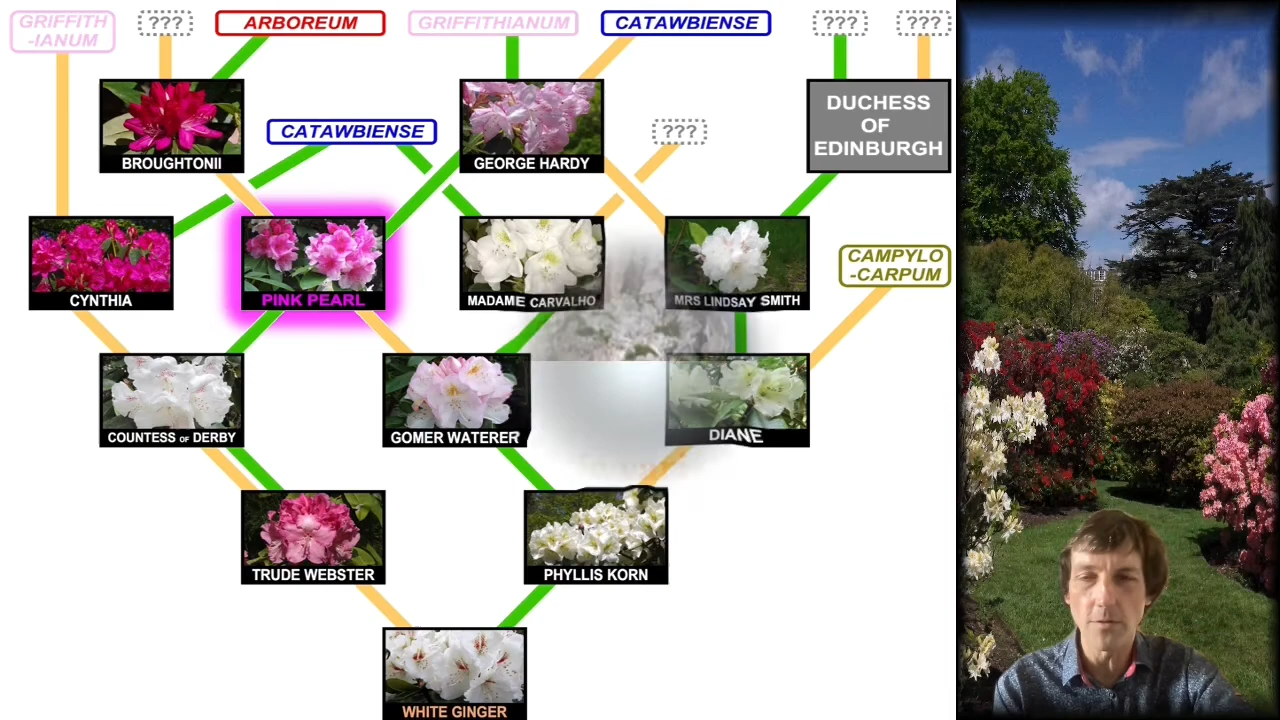 GRIFFITH
-IANUM
???
ARBOREUM
GRIFFITHIANUM
CATAWBIENSE
???
???
BROUGHTONII
CATAWBIENSE
GEORGE HARDY
???
DUCHESS
OF
EDINBURGH
CYNTHIA
PINK PEARL
MADAME CARVALHO
MRS LINDSAY SMITH
CAMPYLO
-CARPUM
COUNTESS OF DERBY
GOMER WATERER
DIANE
TRUDE WEBSTER
PHYLLIS KORN
WHITE GINGER